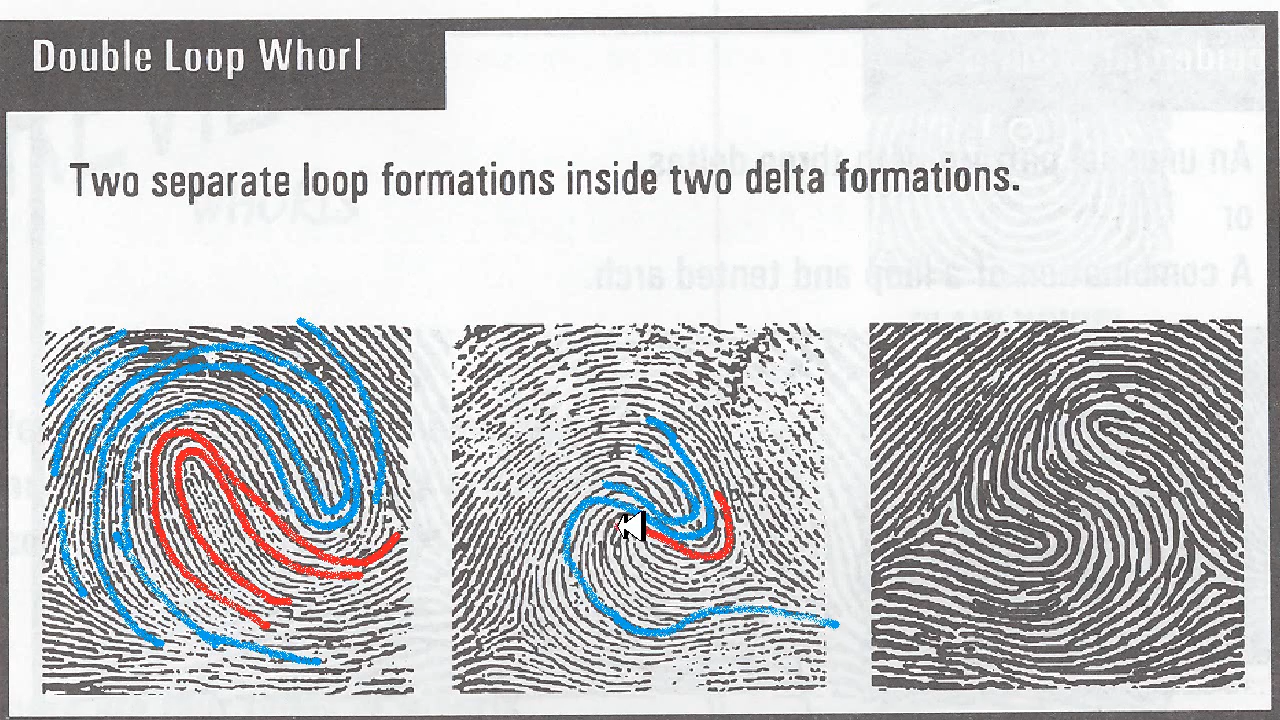 Double Loop Whorl
Two separate loop formations inside two delta formations.